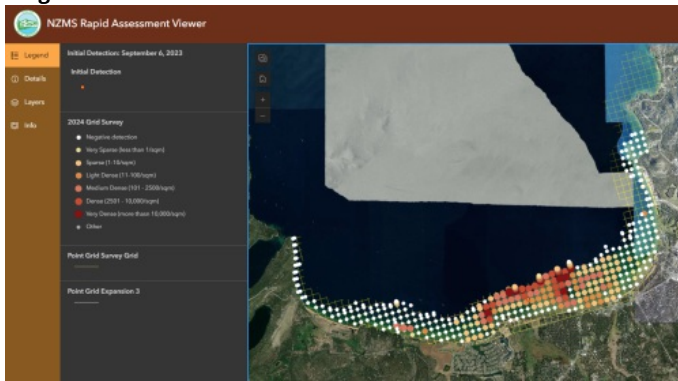 NZMS Rapid Assessment Viewer
Legend
Details
Layers
Info
Initial Detection: September 6, 2023
Initial Detection
2024 Grid Survey
Negative detection
Very Sparse (less than 1/sqm)
Sparse (1-10/sqm)
Light Dense (11-100/sqm)
Medium Dense (101 - 2500/sqm)
Dense (2501 - 10,000/sqm)
Very Dense (more than 10,000/sqm)
Other
Point Grid Survey Grid
Point Grid Expansion 3